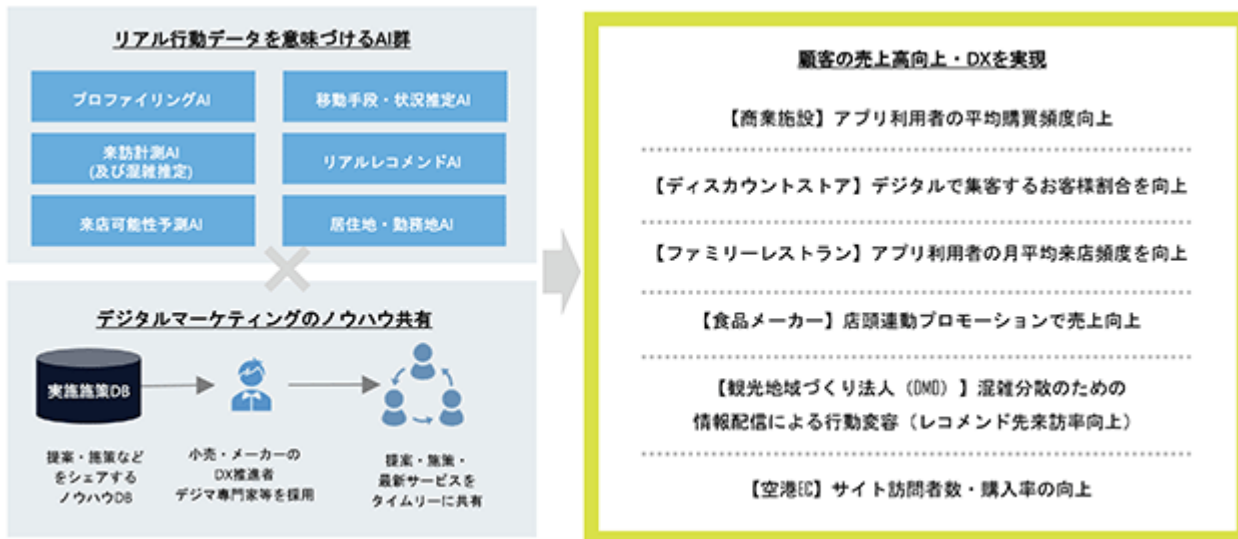 リアル行動データを意味づけるAI群
プロファイリングAI
移動手段・状況推定AI
来訪計測AI
(及び混雑推定)
リアルレコメンドAI
来店可能性予測AI
居住地・勤務地AI
デジタルマーケティングのノウハウ共有
実施施策DB
提案・施策など
をシェアする
ノウハウDB
小売・メーカーの
DX推進者
デジマ専門家等を採用
提案・施策・
最新サービスを
タイムリーに共有
顧客の売上高向上・DXを実現
【商業施設】アプリ利用者の平均購買頻度向上
【ディスカウントストア】デジタルで集客するお客様割合を向上
【ファミリーレストラン】アプリ利用者の月平均来店頻度を向上
【食品メーカー】店頭連動プロモーションで売上向上
【観光地域づくり法人（DMO）】混雑分散のための
情報配信による行動変容（レコメンド先来訪率向上）
【空港EC】サイト訪問者数・購入率の向上